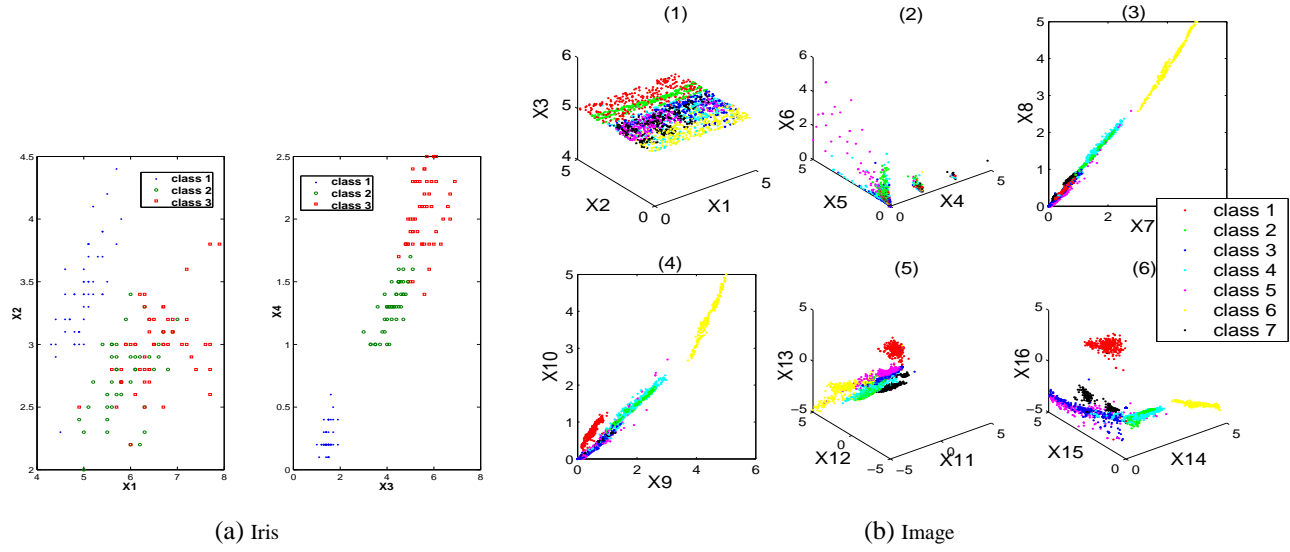 4.5
4
3.5
3
2.5
2
4
5
6
7
8
X2
X1
class 1
class 2
class 3
2.5
2
1.5
1
0.5
0
0
2
4
6
8
X4
X3
class 1
class 2
class 3
(a) Iris
(1)
6
5
4
5
0
0
5
X3
X2
X1
(2)
6
4
2
0
5
0
0
5
X6
X5
X4
(3)
5
4
3
2
1
0
0
2
X8
X7
(4)
5
4
3
2
1
0
0
2
4
6
X10
X9
(5)
5
0
−5
5
0
−5
−5
0
5
X13
X12
X11
(6)
5
0
−5
5
0
0
5
X16
X15
X14
class 1
class 2
class 3
class 4
class 5
class 6
class 7
(b) Image